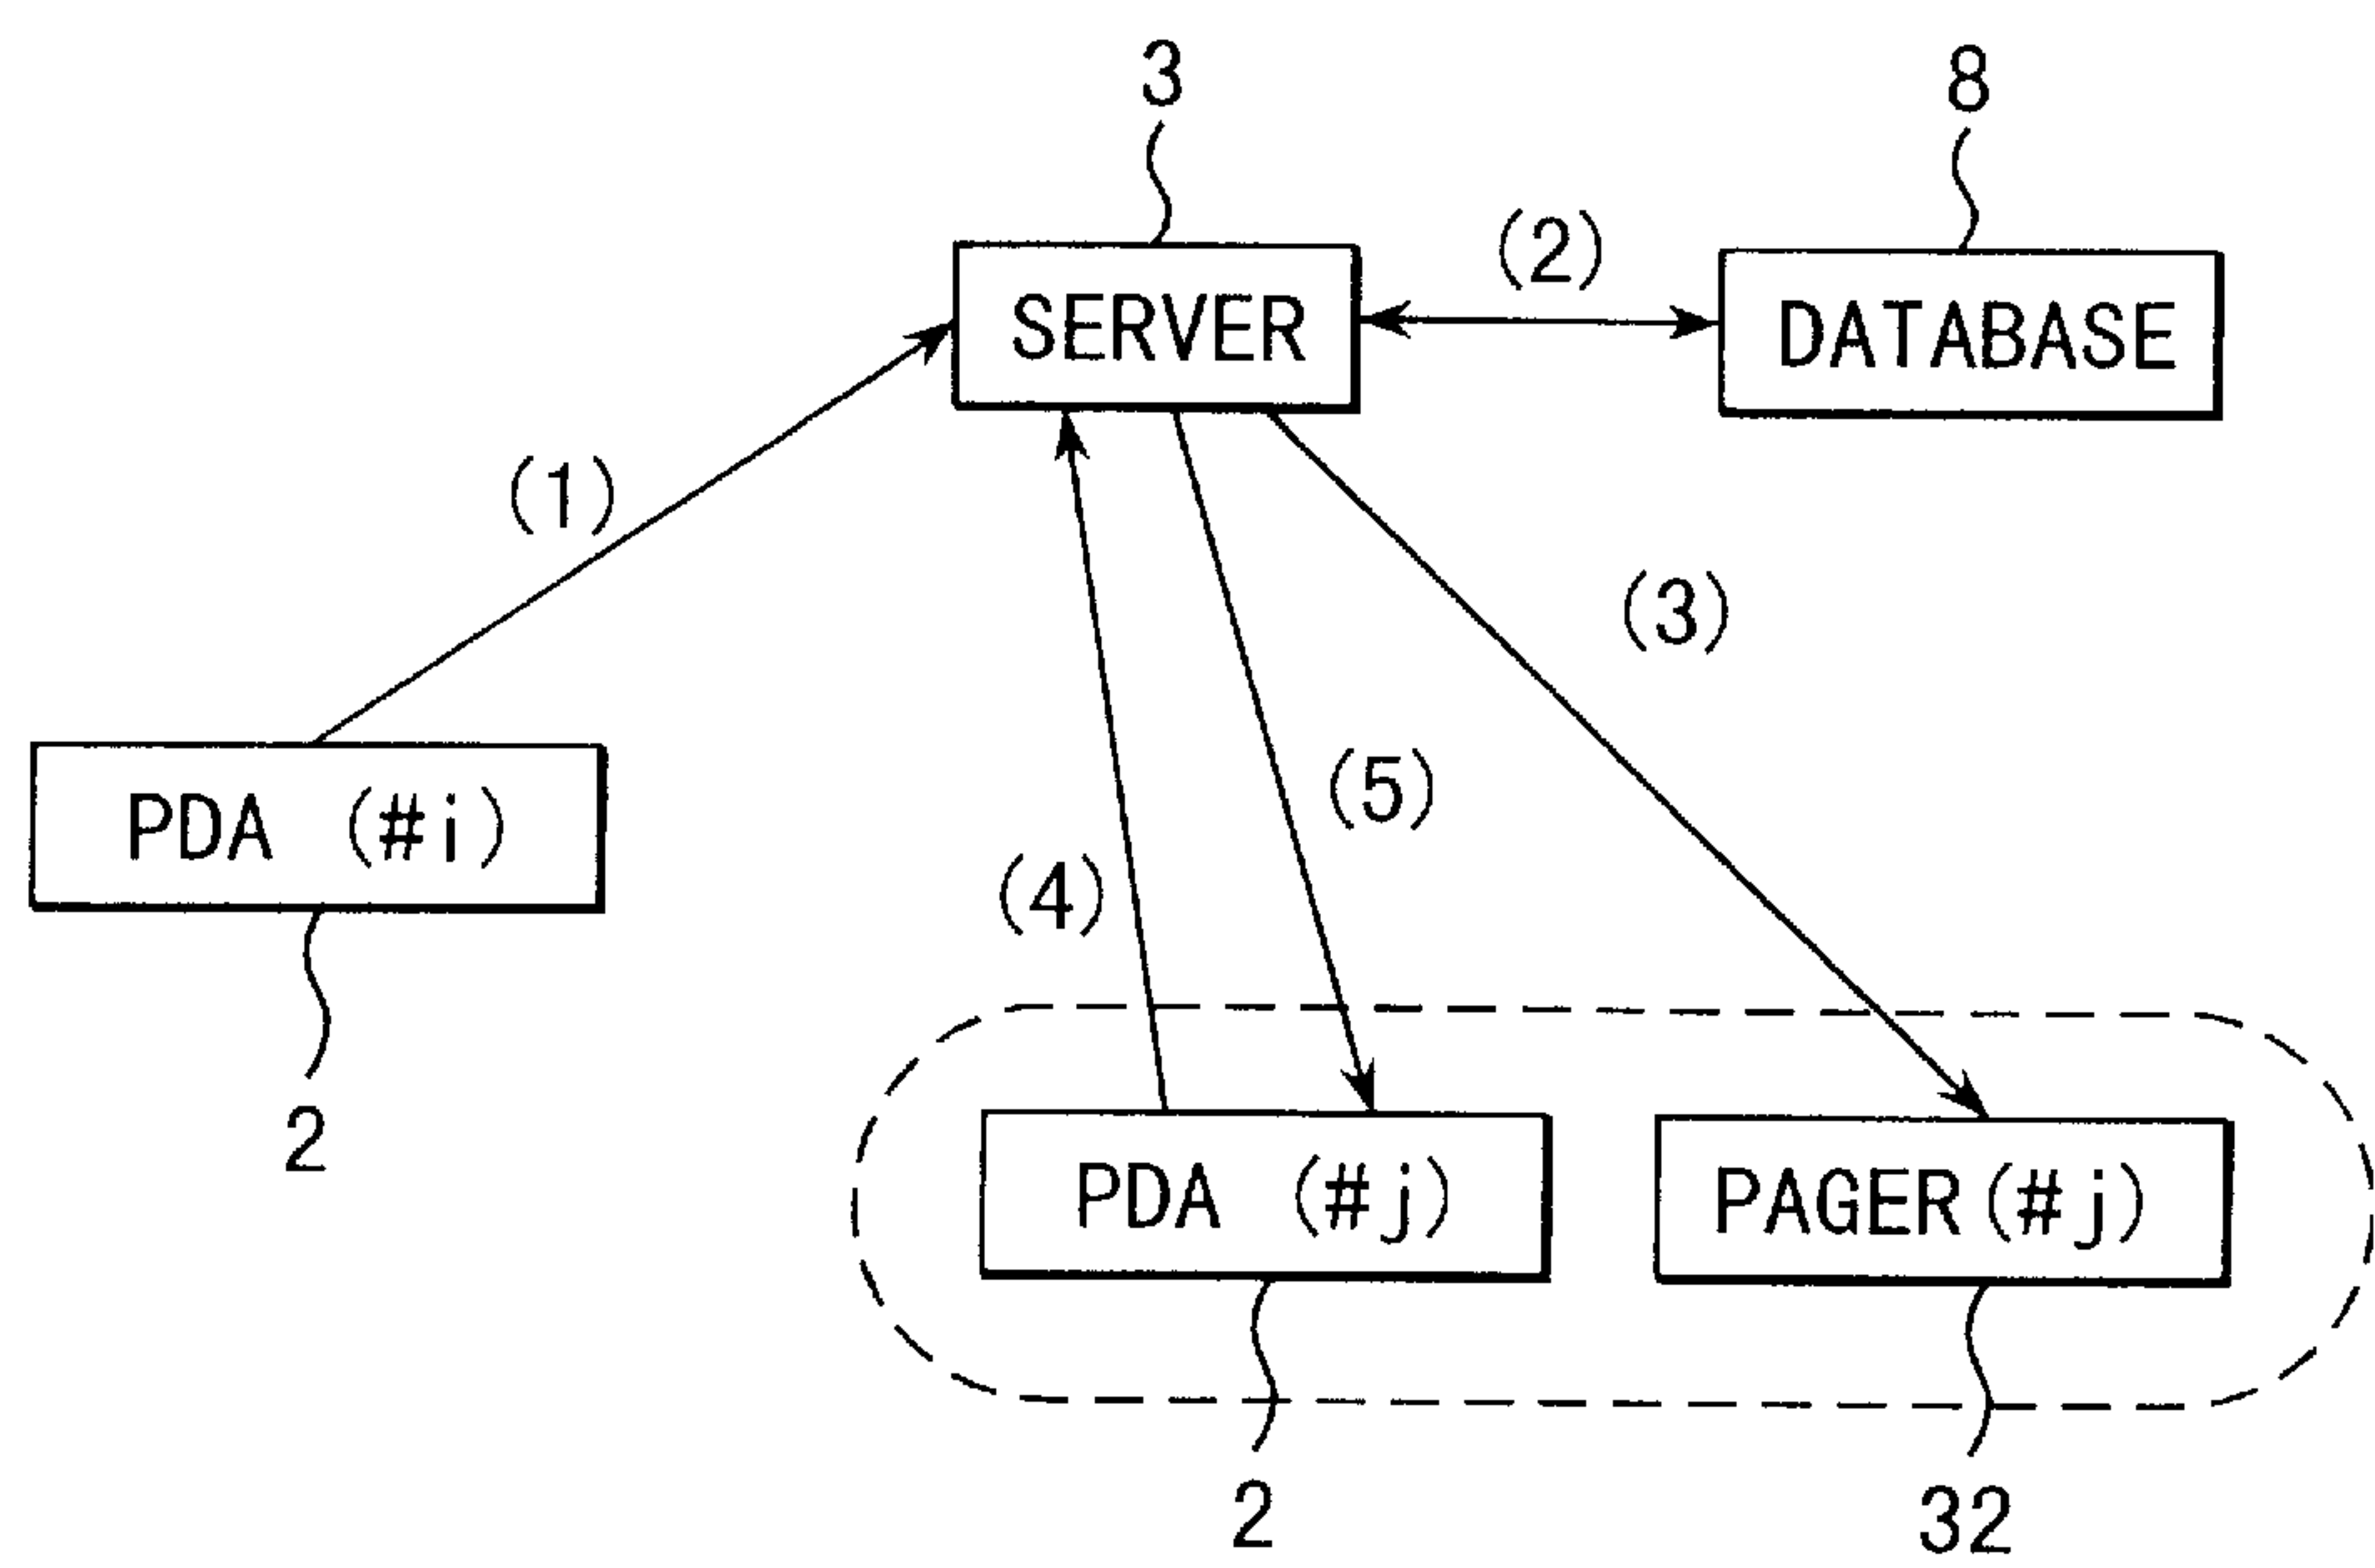 3
8
(2)
SERVER
DATABASE
(1)
(3)
(5)
PDA (#i)
(4)
2
PDA (#j)
PAGER(#j)
2
32